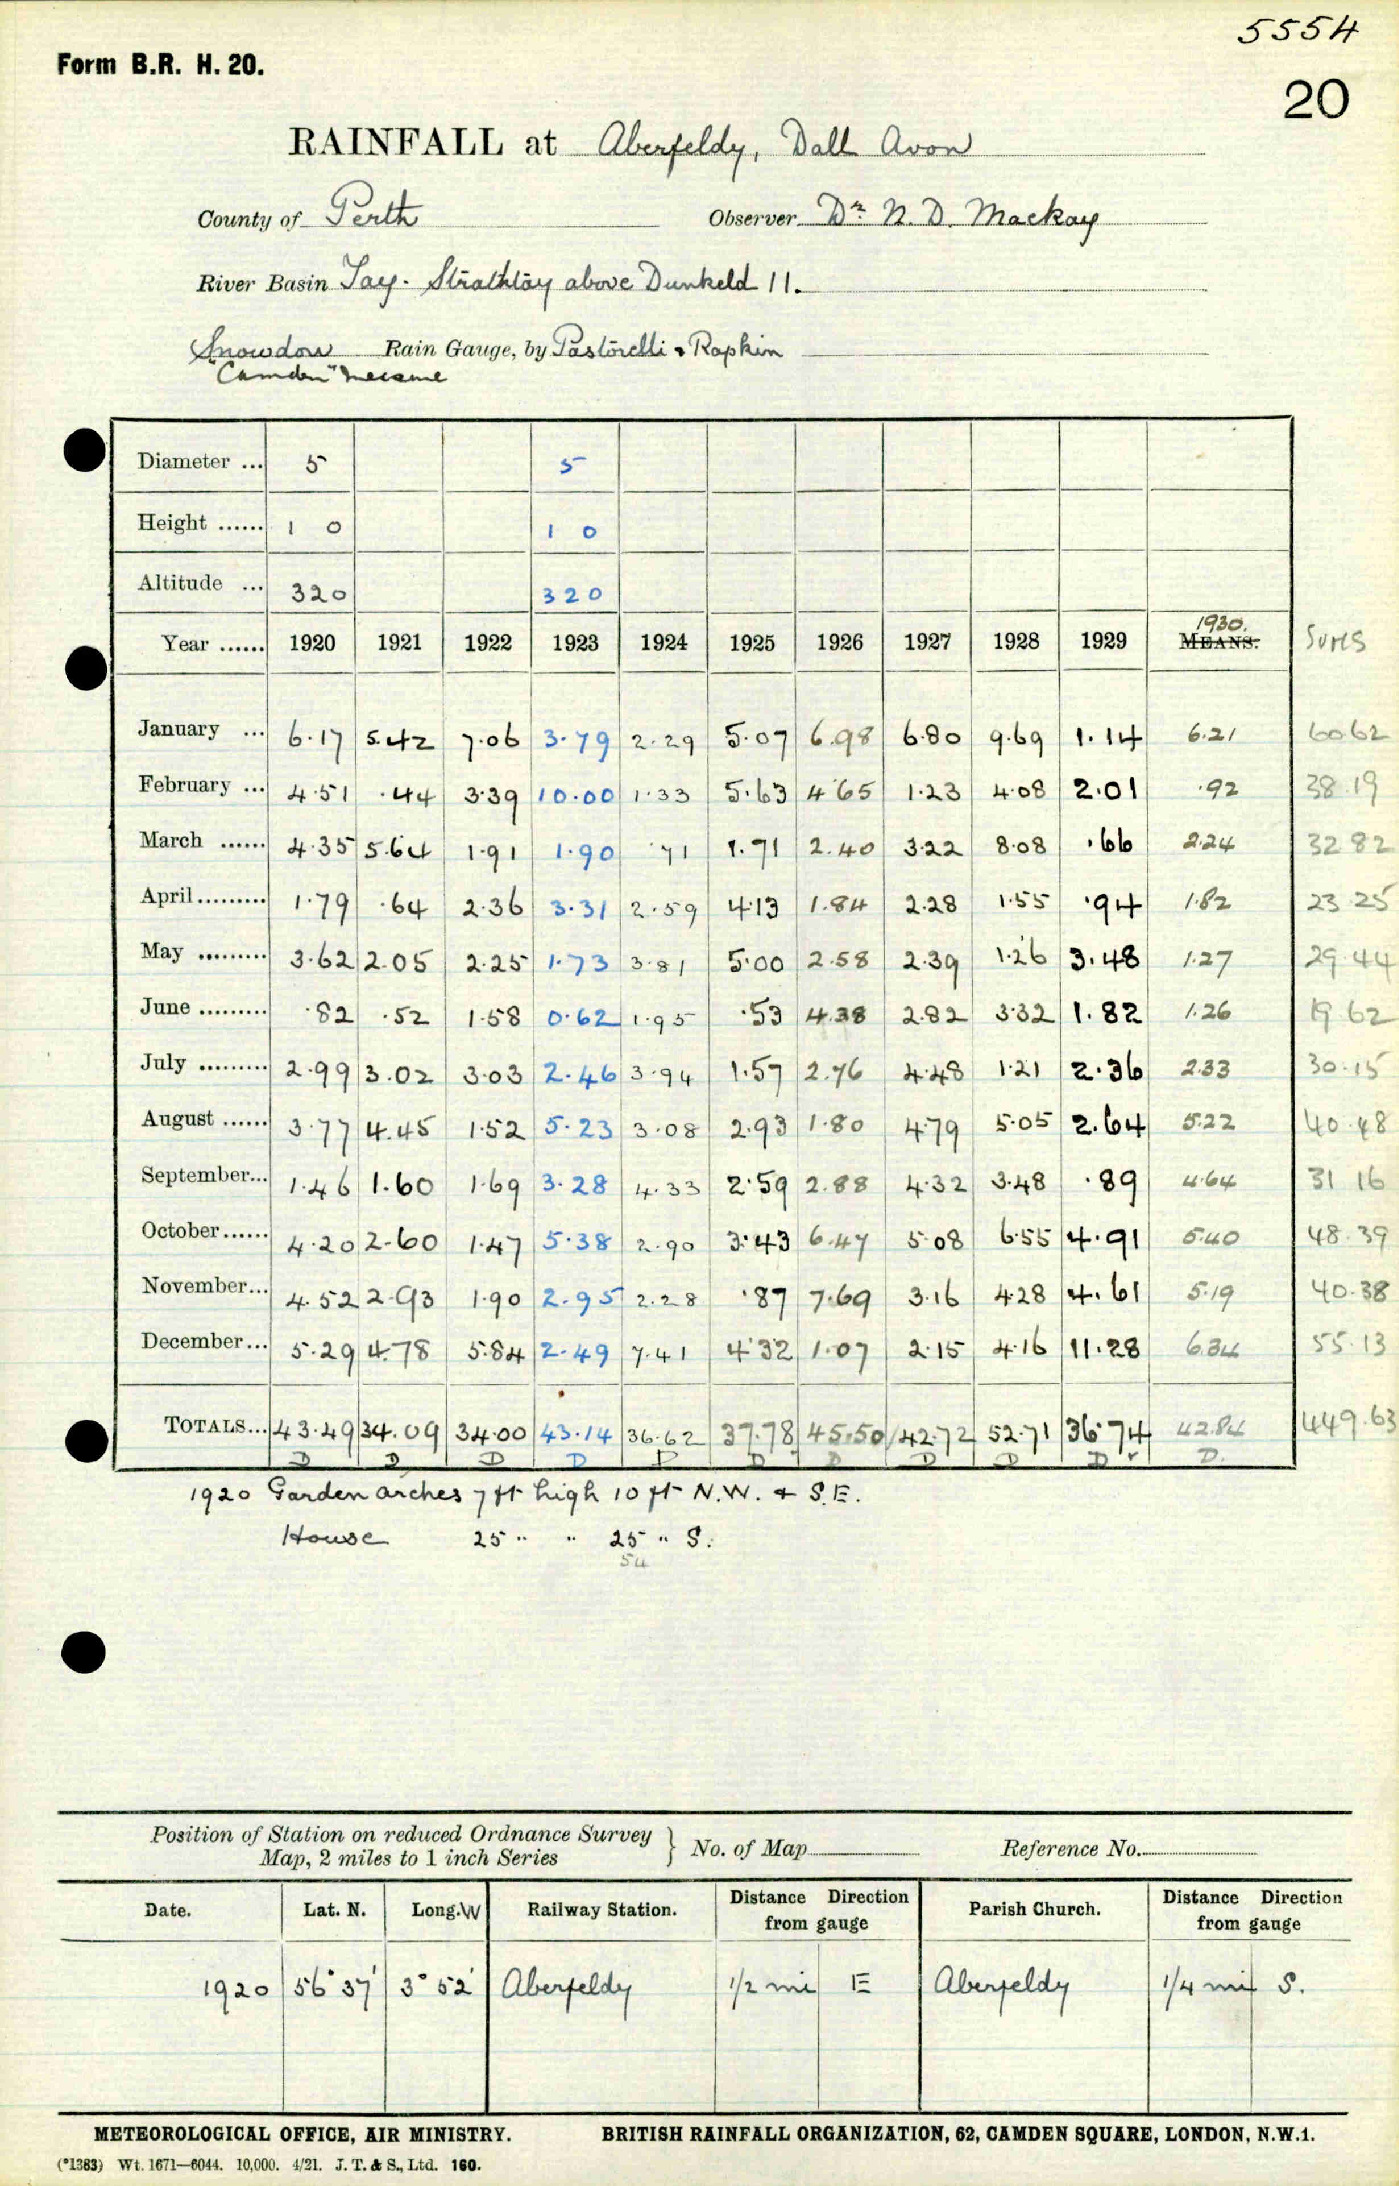 5554
Form B.R. H. 20.
20
RAINFALL at Aberfeldy, Dall Avon
County of Perth Observer Dr N. D. Mackay
River Basin Tay. Strathtay above Dunkeld 11.
Snowdon Rain Gauge, by Pastorelli & Rapkin
"Camden" measure
Diameter ... 5 5
Height ...... 1 0 1 0
Altitude ... 320 320
Year ...... 1920 1921 1922 1923 1924 1925 1926 1927 1928 1929 1930. MEANS. Sums
January ... 6.17 5.42 7.06 3.79 2.29 5.07 6.98 6.80 9.69 1.14 6.21 60.62
February ... 4.51 .44 3.39 10.00 1.33 5.63 4.65 1.23 4.08 2.01 .92 38.19
March ...... 4.35 5.64 1.91 1.90 .71 1.71 2.40 3.22 8.08 .66 2.24 32.82
April ......... 1.79 .64 2.36 3.31 2.59 4.13 1.84 2.28 1.55 .94 1.82 23.25
May ......... 3.62 2.05 2.25 1.73 3.81 5.00 2.58 2.39 1.26 3.48 1.27 29.44
June ......... .82 .52 1.58 0.62 1.95 .53 4.38 2.82 3.32 1.82 1.26 19.62
July ......... 2.99 3.02 3.03 2.46 3.94 1.57 2.76 4.48 1.21 2.36 2.33 30.15
August ...... 3.77 4.45 1.52 5.23 3.08 2.93 1.80 4.79 5.05 2.64 5.22 40.48
September... 1.46 1.60 1.69 3.28 4.33 2.59 2.88 4.32 3.48 .89 4.64 31.16
October...... 4.20 2.60 1.47 5.38 2.90 3.43 6.47 5.08 6.55 4.91 5.40 48.39
November... 4.52 2.93 1.90 2.95 2.28 .87 7.69 3.16 4.28 4.61 5.19 40.38
December... 5.29 4.78 5.84 2.49 7.41 4.32 1.07 2.15 4.16 11.28 6.34 55.13
TOTALS... 43.49 34.09 34.00 43.14 36.62 37.78 45.50 42.72 52.71 36.74 42.84 449.63
D D D D D D D D D D D.
1920 Garden arches 7 ft high 10 ft N.W. & S.E.
House 25 " " 25 " S.
54
Position of Station on reduced Ordnance Survey } No. of Map Reference No.
Map, 2 miles to 1 inch Series
Date. Lat. N. Long. W Railway Station. Distance Direction from gauge Parish Church. Distance Direction from gauge
1920 56° 37' 3° 52' Aberfeldy 1/2 mi E Aberfeldy 1/4 mi S.
METEOROLOGICAL OFFICE, AIR MINISTRY. BRITISH RAINFALL ORGANIZATION, 62, CAMDEN SQUARE, LONDON, N.W.1.
(*1383) Wt. 1671—6044. 10,000. 4/21. J. T. & S., Ltd. 160.